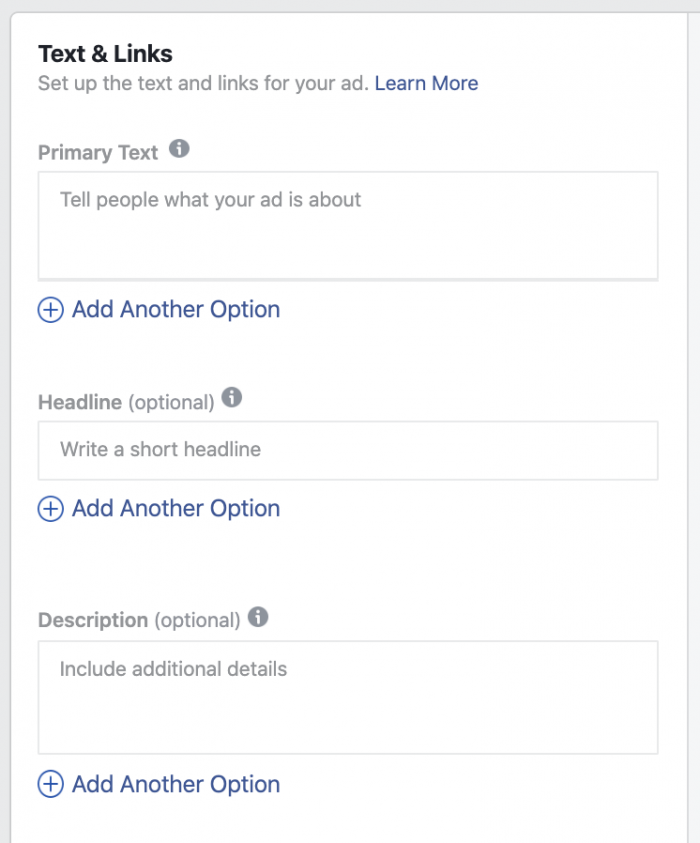 Text & Links
Set up the text and links for your ad. Learn More
Primary Text
Tell people what your ad is about
Add Another Option
Headline (optional)
Write a short headline
Add Another Option
Description (optional)
Include additional details
Add Another Option